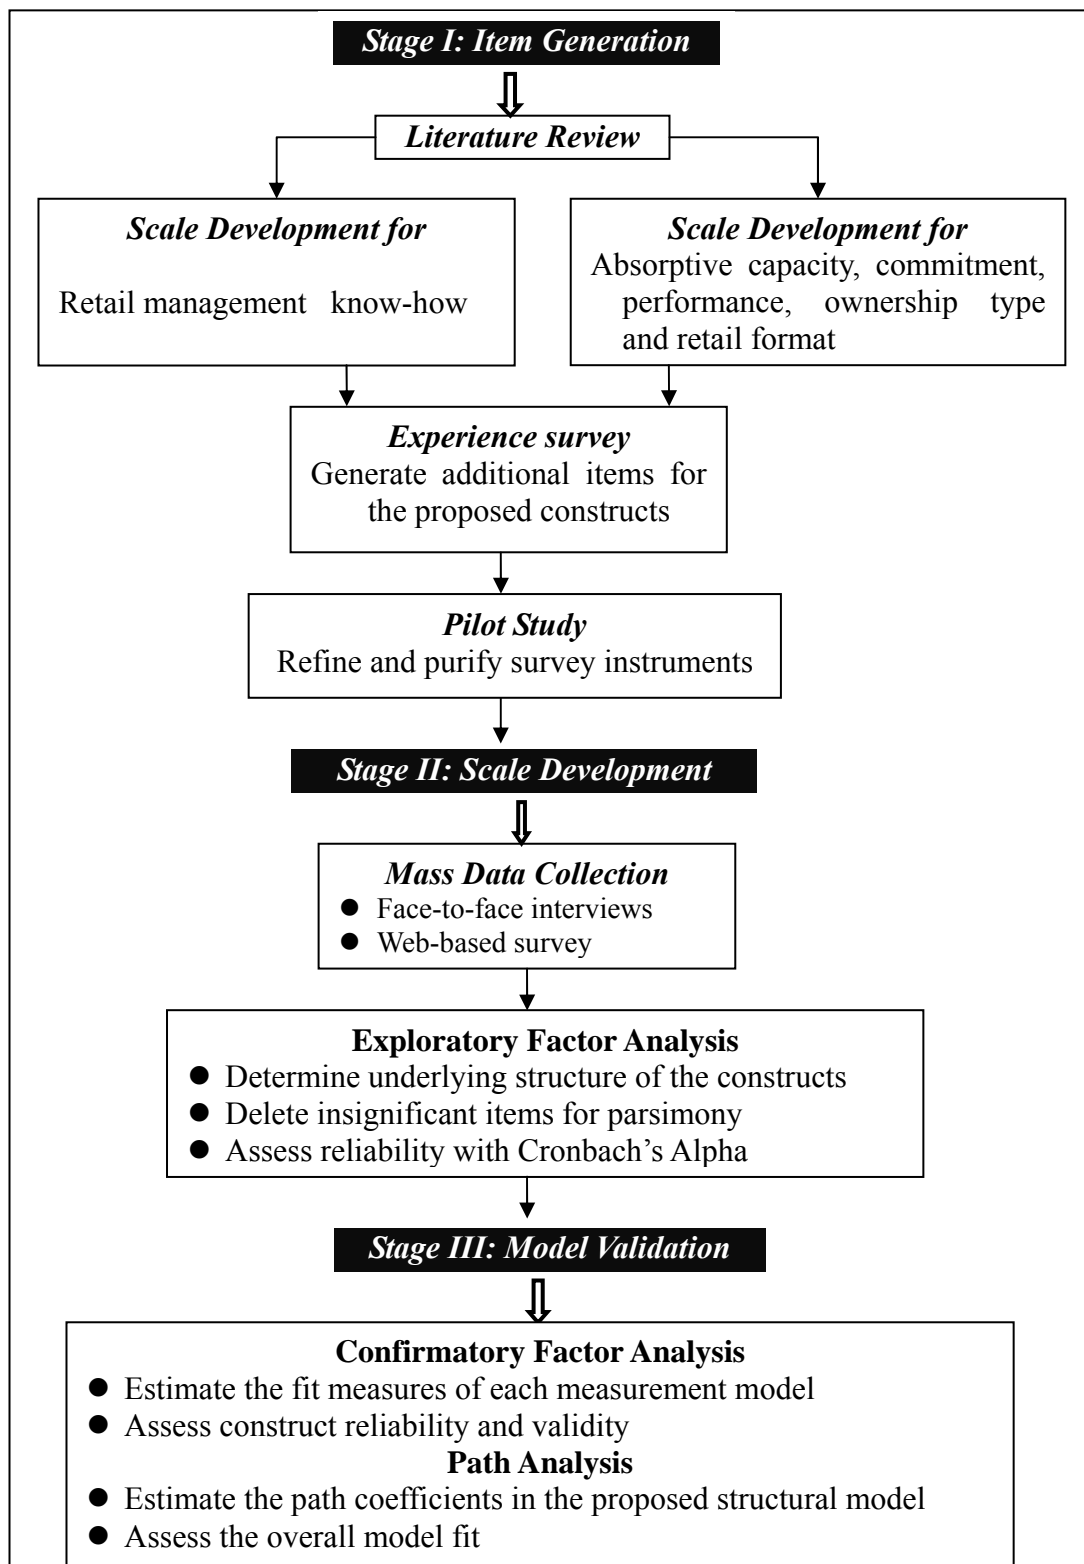 Stage I: Item Generation
Literature Review
Scale Development for
Retail management know-how
Scale Development for
Absorptive capacity, commitment,
performance, ownership type
and retail format
Experience survey
Generate additional items for
the proposed constructs
Pilot Study
Refine and purify survey instruments
Stage II: Scale Development
Mass Data Collection
● Face-to-face interviews
● Web-based survey
Exploratory Factor Analysis
● Determine underlying structure of the constructs
● Delete insignificant items for parsimony
● Assess reliability with Cronbach’s Alpha
Stage III: Model Validation
Confirmatory Factor Analysis
● Estimate the fit measures of each measurement model
● Assess construct reliability and validity
Path Analysis
● Estimate the path coefficients in the proposed structural model
● Assess the overall model fit